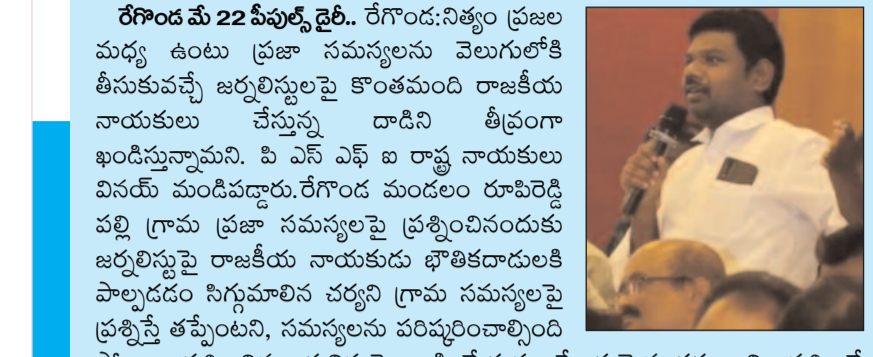 రేగొండ మే 22 పీపుల్స్ డైరీ.. రేగొండ:నిత్యం ప్రజల
మధ్య ఉంటు ప్రజా సమస్యలను వెలుగులోకి
తీసుకువచ్చే జర్నలిస్టులపై కొంతమంది రాజకీయ
నాయకులు చేస్తున్న దాడిని తీవ్రంగా
ఖండిస్తున్నామని. పి ఎస్ ఎఫ్ ఐ రాష్ట్ర నాయకులు
వినయ్ మండిపడ్డారు.రేగొండ మండలం రూపిరెడ్డి
పల్లి గ్రామ ప్రజా సమస్యలపై ప్రశ్నించినందుకు
జర్నలిస్టుపై రాజకీయ నాయకుడు భౌతికదాడులకి
పాల్పడడం సిగ్గుమాలిన చర్యని గ్రామ సమస్యలపై
ప్రశ్నిస్తే తప్పేంటని, సమస్యలను పరిష్కరించాల్సింది